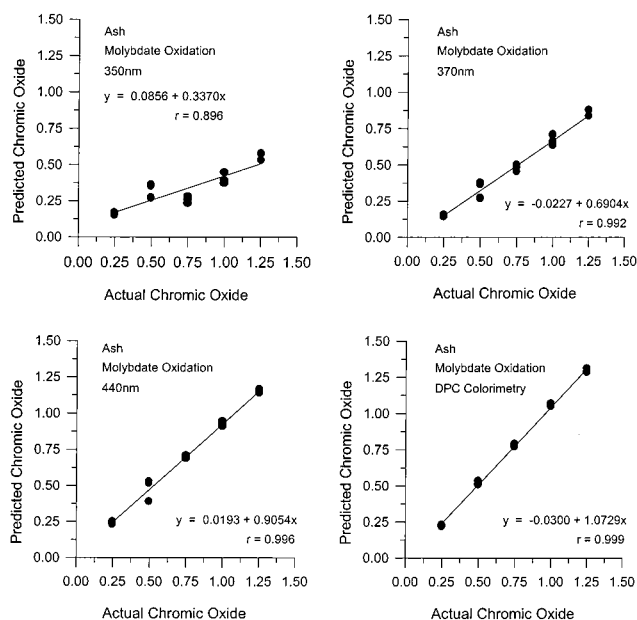 1.50
1.25
1.00
0.75
0.50
0.25
0.00
Predicted Chromic Oxide
Ash
Molybdate Oxidation
350nm
y = 0.0856 + 0.3370x
r = 0.896
0.00 0.25 0.50 0.75 1.00 1.25 1.50
Actual Chromic Oxide
1.50
1.25
1.00
0.75
0.50
0.25
0.00
Predicted Chromic Oxide
Ash
Molybdate Oxidation
370nm
y = -0.0227 + 0.6904x
r = 0.992
0.00 0.25 0.50 0.75 1.00 1.25 1.50
Actual Chromic Oxide
1.50
1.25
1.00
0.75
0.50
0.25
0.00
Predicted Chromic Oxide
Ash
Molybdate Oxidation
440nm
y = 0.0193 + 0.9054x
r = 0.996
0.00 0.25 0.50 0.75 1.00 1.25 1.50
Actual Chromic Oxide
1.50
1.25
1.00
0.75
0.50
0.25
0.00
Predicted Chromic Oxide
Ash
Molybdate Oxidation
DPC Colorimetry
y = -0.0300 + 1.0729x
r = 0.999
0.00 0.25 0.50 0.75 1.00 1.25 1.50
Actual Chromic Oxide